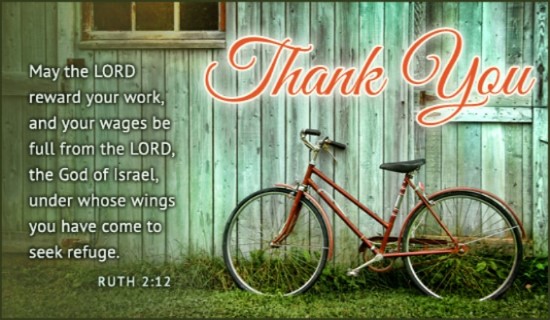 Thank You
May the LORD
reward your work,
and your wages be
full from the LORD,
the God of Israel,
under whose wings
you have come to
seek refuge.
RUTH 2:12